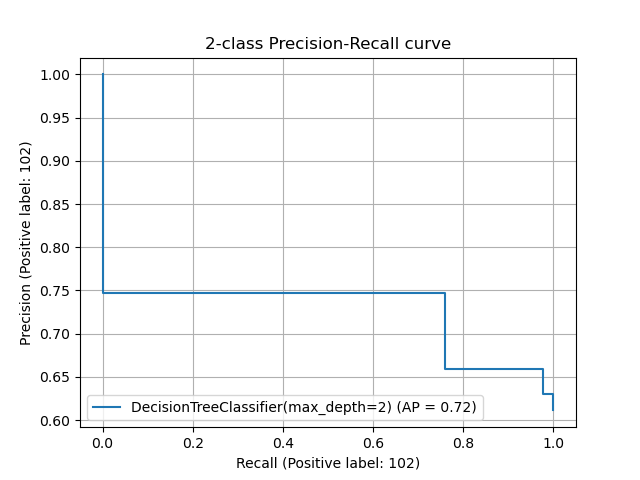 2-class Precision-Recall curve
1.00
0.95
0.90
0.85
0.80
0.75
0.70
0.65
0.60
Precision (Positive label: 102)
DecisionTreeClassifier(max_depth=2) (AP = 0.72)
0.0 0.2 0.4 0.6 0.8 1.0
Recall (Positive label: 102)